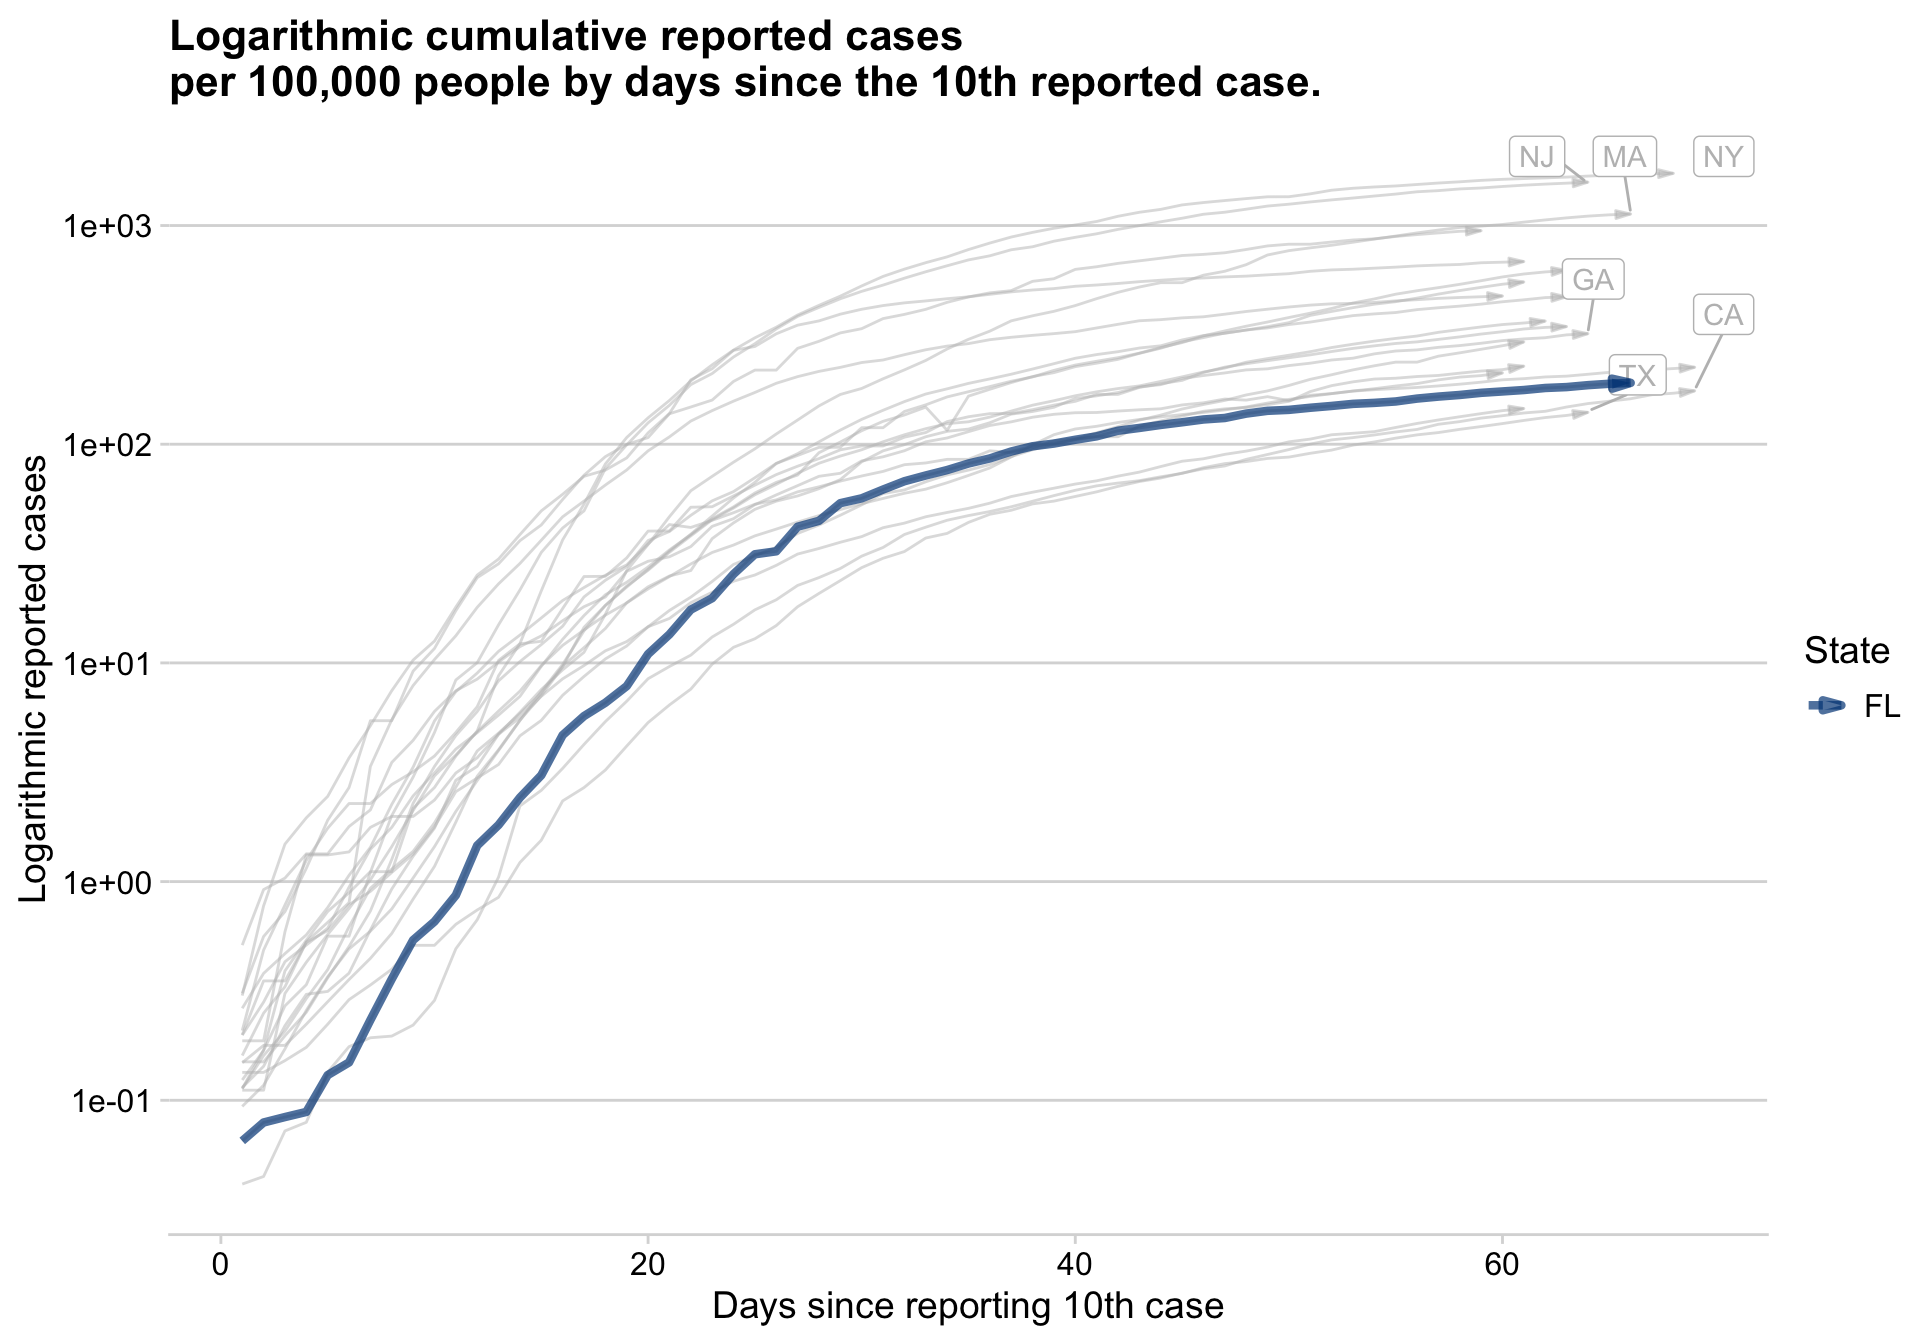 Logarithmic cumulative reported cases
per 100,000 people by days since the 10th reported case.
NJ
MA
NY
GA
CA
TX
1e+03
1e+02
1e+01
1e+00
1e-01
Logarithmic reported cases
0
20
40
60
Days since reporting 10th case
State
FL